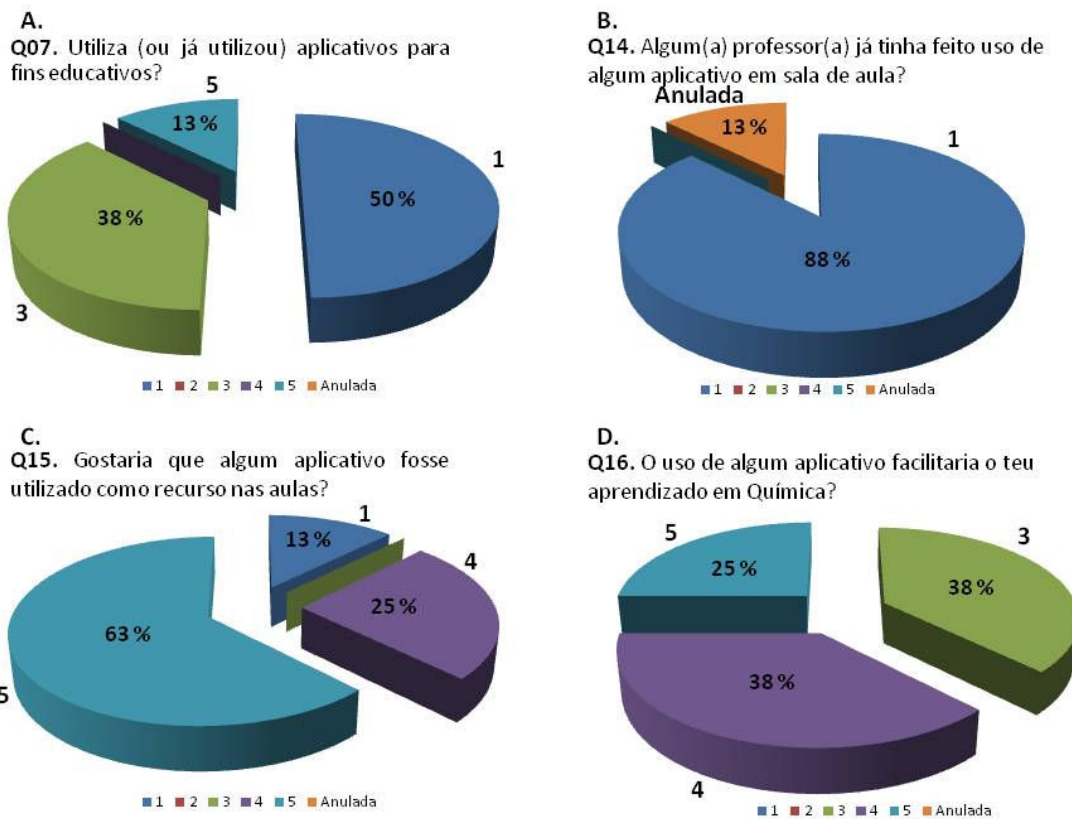 A.
Q07. Utiliza (ou já utilizou) aplicativos para
fins educativos?
5
13 %
1
50 %
38 %
3
1 2 3 4 5 Anulada
B.
Q14. Algum(a) professor(a) já tinha feito uso de
algum aplicativo em sala de aula?
Anulada
13 %
1
88 %
1 2 3 4 5 Anulada
C.
Q15. Gostaria que algum aplicativo fosse
utilizado como recurso nas aulas?
1
13 %
4
25 %
63 %
5
1 2 3 4 5 Anulada
D.
Q16. O uso de algum aplicativo facilitaria o teu
aprendizado em Química?
5
3
25 %
38 %
38 %
4
1 2 3 4 5 Anulada